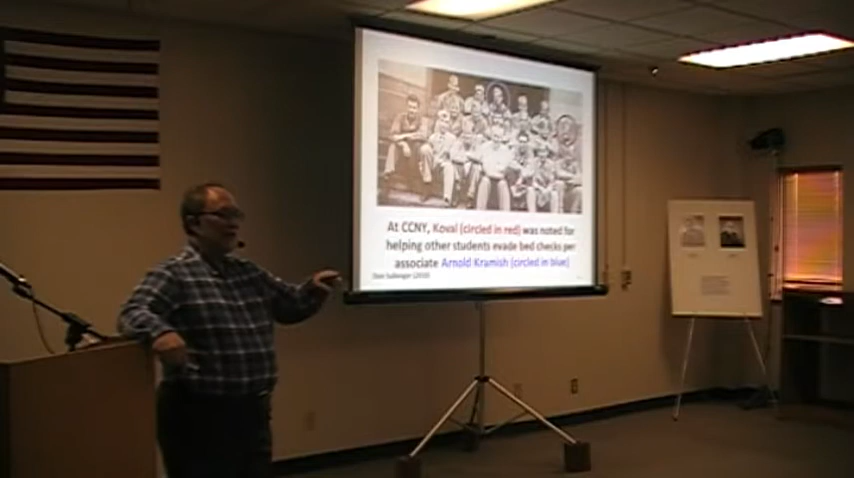 At CCNY, Koval (circled in red) was noted for
helping other students evade bed checks per
associate Arnold Kramish (circled in blue)